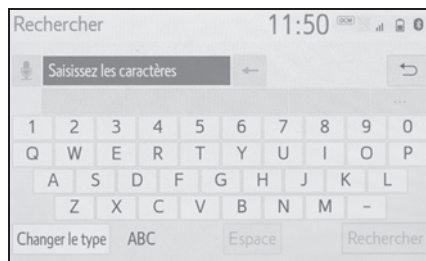 Rechercher 11:50 DCM
Saisissez les caractères
...
1 2 3 4 5 6 7 8 9 0
Q W E R T Y U I O P
A S D F G H J K L
Z X C V B N M –
Changer le type ABC Espace Rechercher